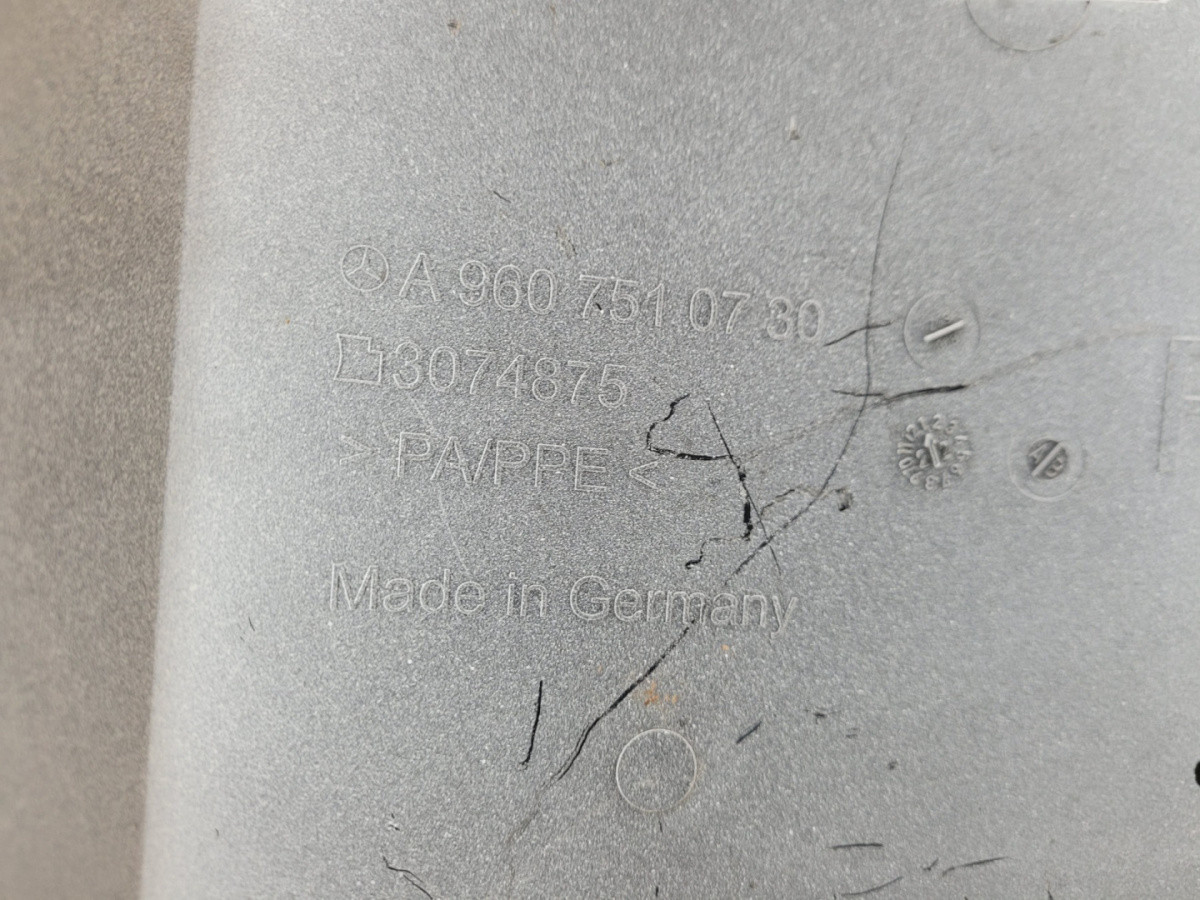 A 960 751 07 30
3074875
> PA/PPE <
Made in Germany